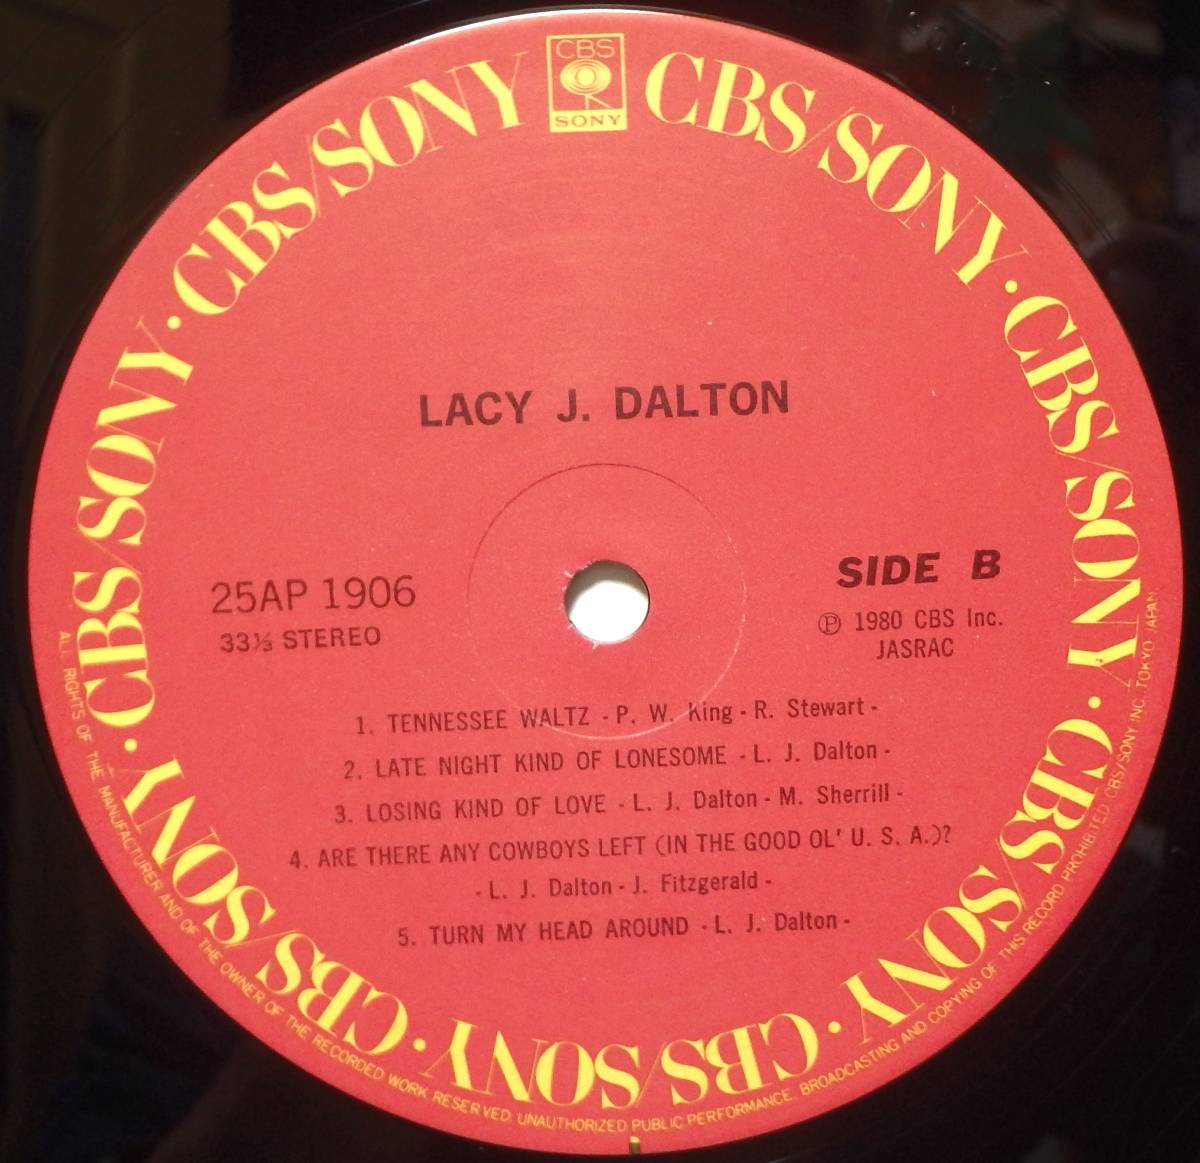 CBS
SONY
CBS/SONY · CBS/SONY · CBS/SONY · CBS/SONY · CBS/SONY · CBS/SONY · CBS/SONY
LACY J. DALTON
25AP 1906
33⅓ STEREO
SIDE B
Ⓟ 1980 CBS Inc.
JASRAC
1. TENNESSEE WALTZ - P. W. King - R. Stewart -
2. LATE NIGHT KIND OF LONESOME - L. J. Dalton -
3. LOSING KIND OF LOVE - L. J. Dalton - M. Sherrill -
4. ARE THERE ANY COWBOYS LEFT (IN THE GOOD OL' U. S. A.)?
- L. J. Dalton - J. Fitzgerald -
5. TURN MY HEAD AROUND - L. J. Dalton -
ALL RIGHTS OF THE MANUFACTURER AND OF THE OWNER OF THE RECORDED WORK RESERVED. UNAUTHORIZED PUBLIC PERFORMANCE. BROADCASTING AND COPYING OF THIS RECORD PROHIBITED CBS/SONY INC. TOKYO JAPAN